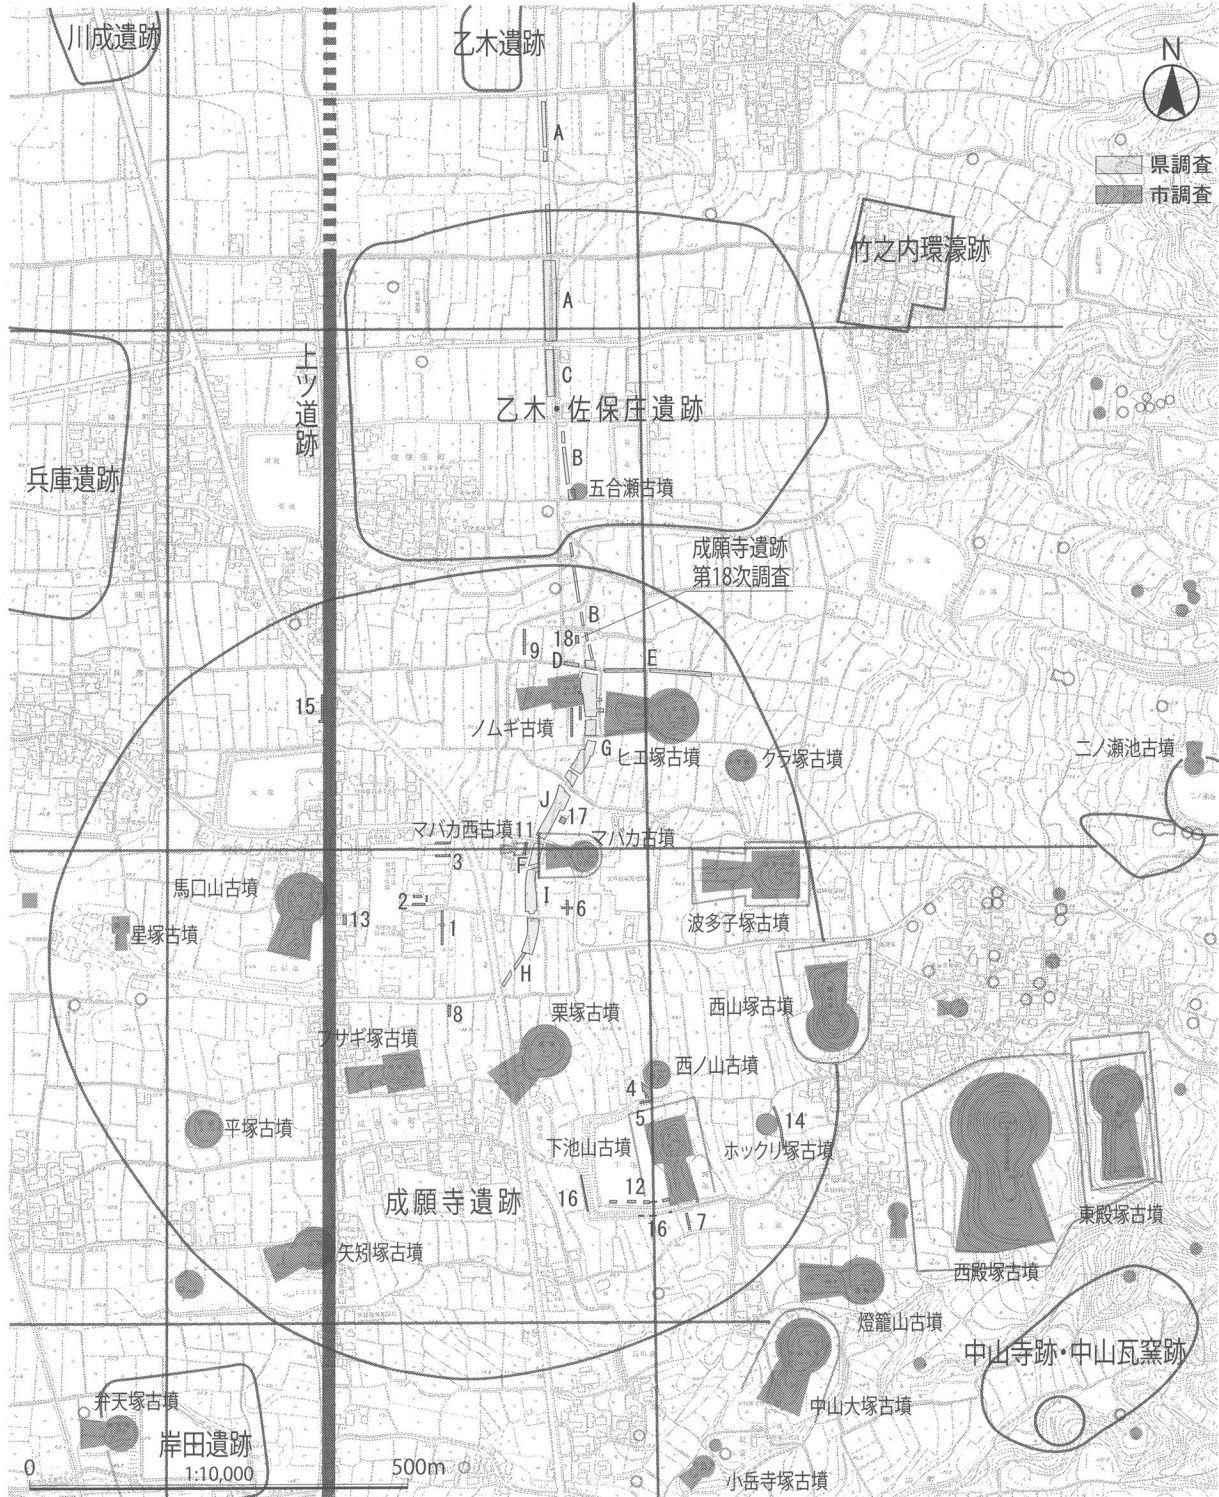 川成遺跡
乙木遺跡
N
県調査
市調査
A
竹之内環濠跡
A
上ツ道跡
C
乙木・佐保庄遺跡
兵庫遺跡
B
五合瀬古墳
成願寺遺跡
第18次調査
B
18
9
D
E
15
ノムギ古墳
G
ヒエ塚古墳
クラ塚古墳
二ノ瀬池古墳
J
17
マバカ西古墳
11
マバカ古墳
3
F
馬口山古墳
2
I
6
波多子塚古墳
13
1
星塚古墳
H
西山塚古墳
8
栗塚古墳
フサギ塚古墳
西ノ山古墳
4
5
平塚古墳
14
下池山古墳
ホックリ塚古墳
16
12
成願寺遺跡
16
7
東殿塚古墳
矢矧塚古墳
西殿塚古墳
燈籠山古墳
中山寺跡・中山瓦窯跡
弁天塚古墳
中山大塚古墳
岸田遺跡
0
1:10,000
500m
小岳寺塚古墳